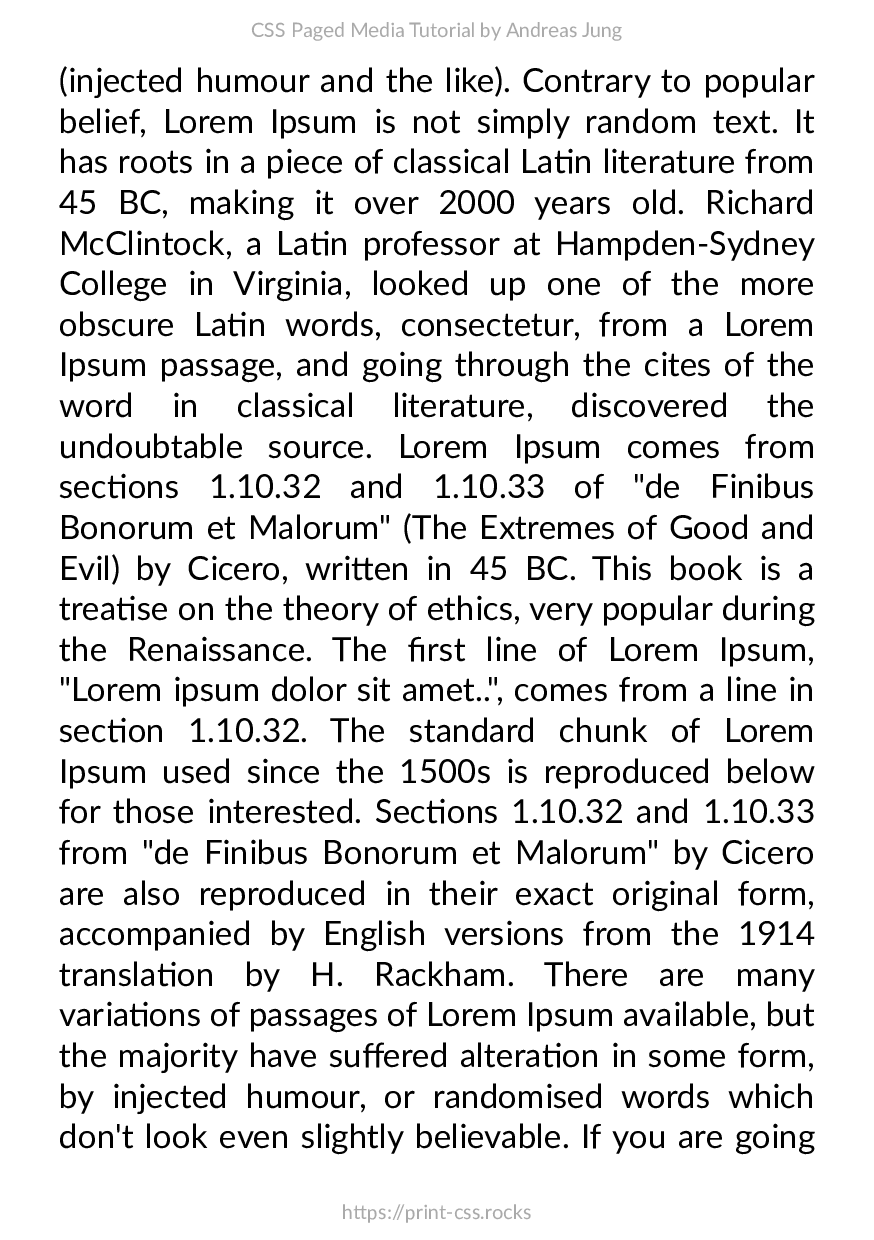 CSS Paged Media Tutorial by Andreas Jung
(injected humour and the like). Contrary to popular
belief, Lorem Ipsum is not simply random text. It
has roots in a piece of classical Latin literature from
45 BC, making it over 2000 years old. Richard
McClintock, a Latin professor at Hampden-Sydney
College in Virginia, looked up one of the more
obscure Latin words, consectetur, from a Lorem
Ipsum passage, and going through the cites of the
word in classical literature, discovered the
undoubtable source. Lorem Ipsum comes from
sections 1.10.32 and 1.10.33 of "de Finibus
Bonorum et Malorum" (The Extremes of Good and
Evil) by Cicero, written in 45 BC. This book is a
treatise on the theory of ethics, very popular during
the Renaissance. The first line of Lorem Ipsum,
"Lorem ipsum dolor sit amet..", comes from a line in
section 1.10.32. The standard chunk of Lorem
Ipsum used since the 1500s is reproduced below
for those interested. Sections 1.10.32 and 1.10.33
from "de Finibus Bonorum et Malorum" by Cicero
are also reproduced in their exact original form,
accompanied by English versions from the 1914
translation by H. Rackham. There are many
variations of passages of Lorem Ipsum available, but
the majority have suffered alteration in some form,
by injected humour, or randomised words which
don't look even slightly believable. If you are going
https://print-css.rocks